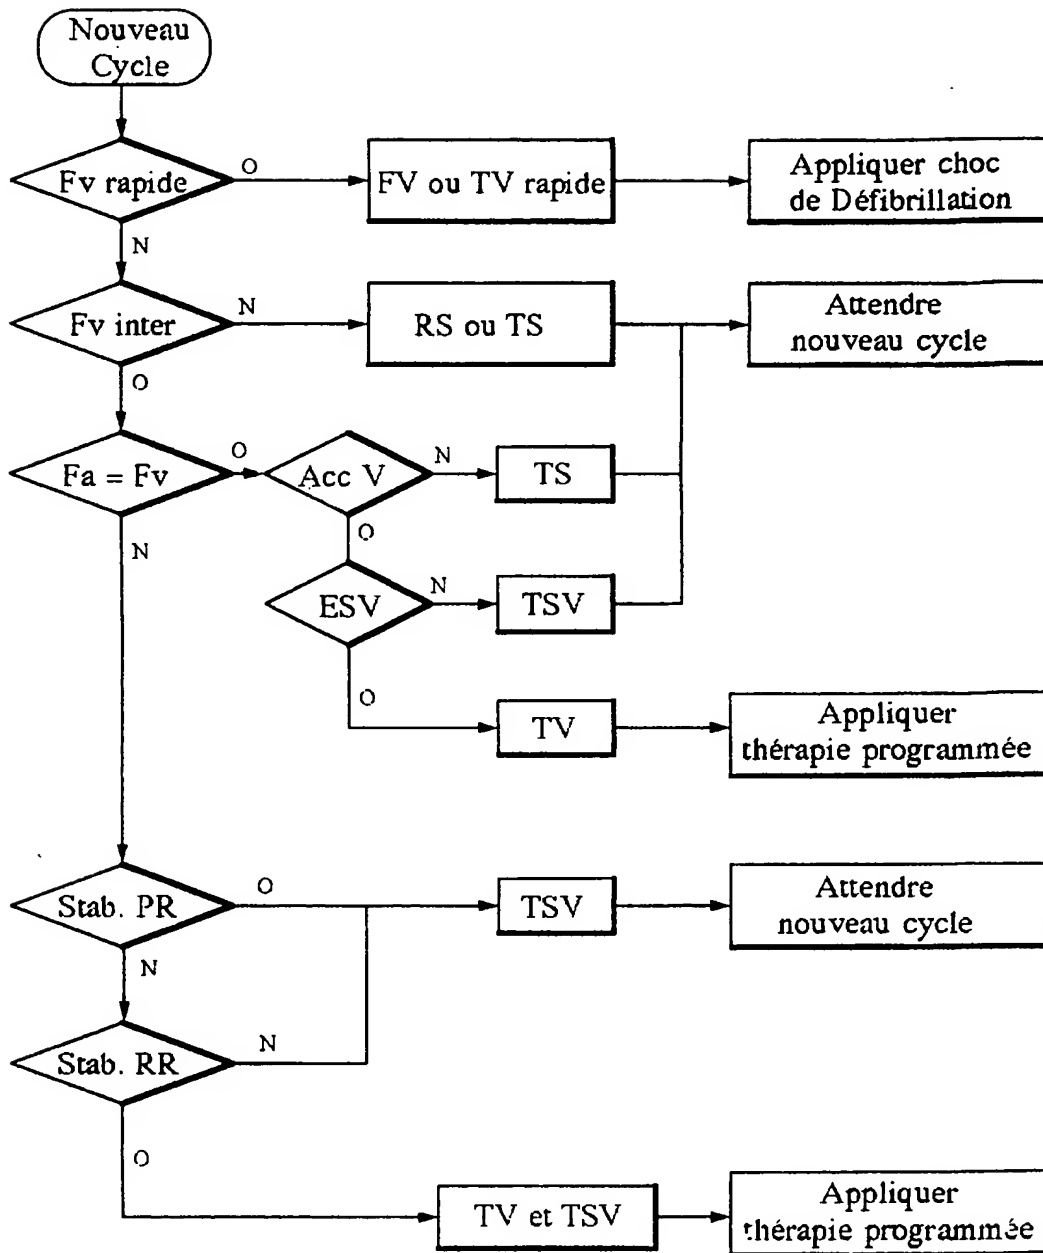 Nouveau
Cycle
Fv rapide
O
FV ou TV rapide
Appliquer choc
de Défibrillation
N
Fv inter
N
RS ou TS
Attendre
nouveau cycle
O
Fa = Fv
O
Acc V
N
TS
N
O
ESV
N
TSV
O
TV
Appliquer
thérapie programmée
Stab. PR
O
TSV
Attendre
nouveau cycle
N
Stab. RR
N
O
TV et TSV
Appliquer
thérapie programmée